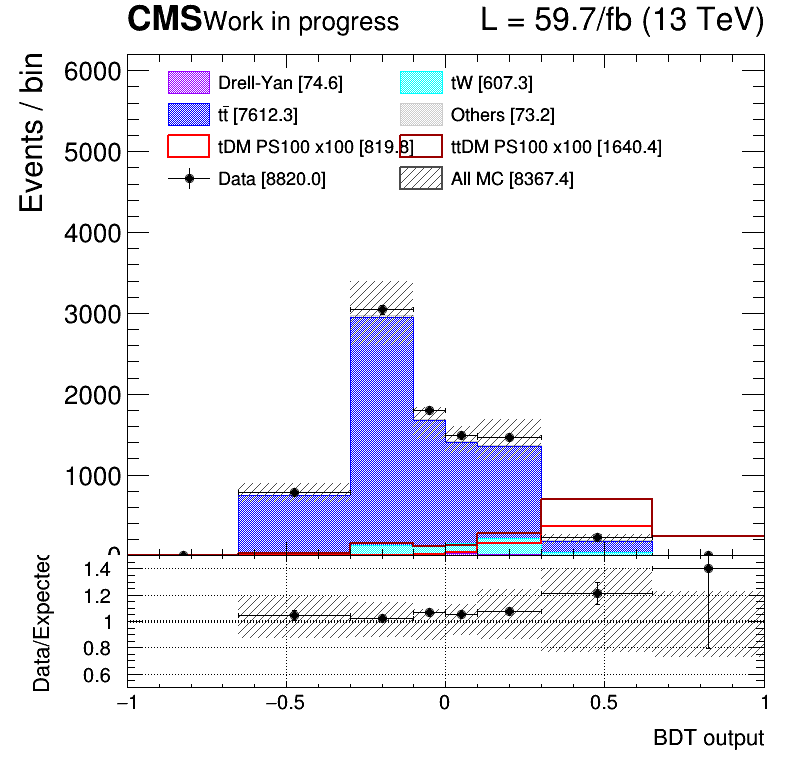 CMS Work in progress L = 59.7/fb (13 TeV)
Events / bin
6000
5000
4000
3000
2000
1000
0
Drell-Yan [74.6]
tW [607.3]
tt̄ [7612.3]
Others [73.2]
tDM PS100 x100 [819.8]
ttDM PS100 x100 [1640.4]
Data [8820.0]
All MC [8367.4]
Data/Expected
1.4
1.2
1
0.8
0.6
−1 −0.5 0 0.5 1
BDT output